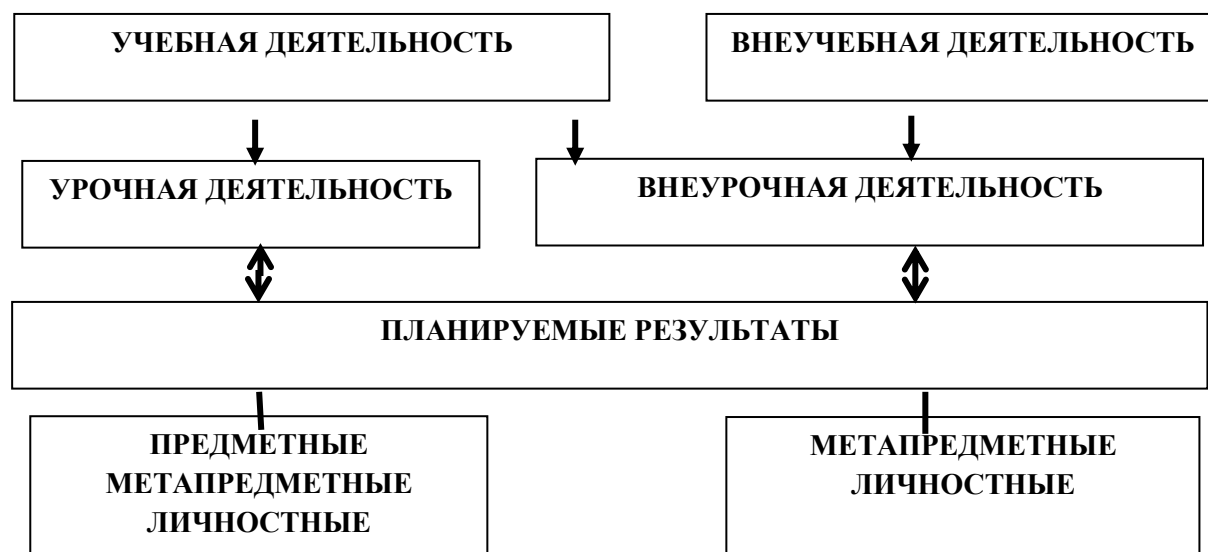 УЧЕБНАЯ ДЕЯТЕЛЬНОСТЬ
ВНЕУЧЕБНАЯ ДЕЯТЕЛЬНОСТЬ
УРОЧНАЯ ДЕЯТЕЛЬНОСТЬ
ВНЕУРОЧНАЯ ДЕЯТЕЛЬНОСТЬ
ПЛАНИРУЕМЫЕ РЕЗУЛЬТАТЫ
ПРЕДМЕТНЫЕ
МЕТАПРЕДМЕТНЫЕ
ЛИЧНОСТНЫЕ
МЕТАПРЕДМЕТНЫЕ
ЛИЧНОСТНЫЕ